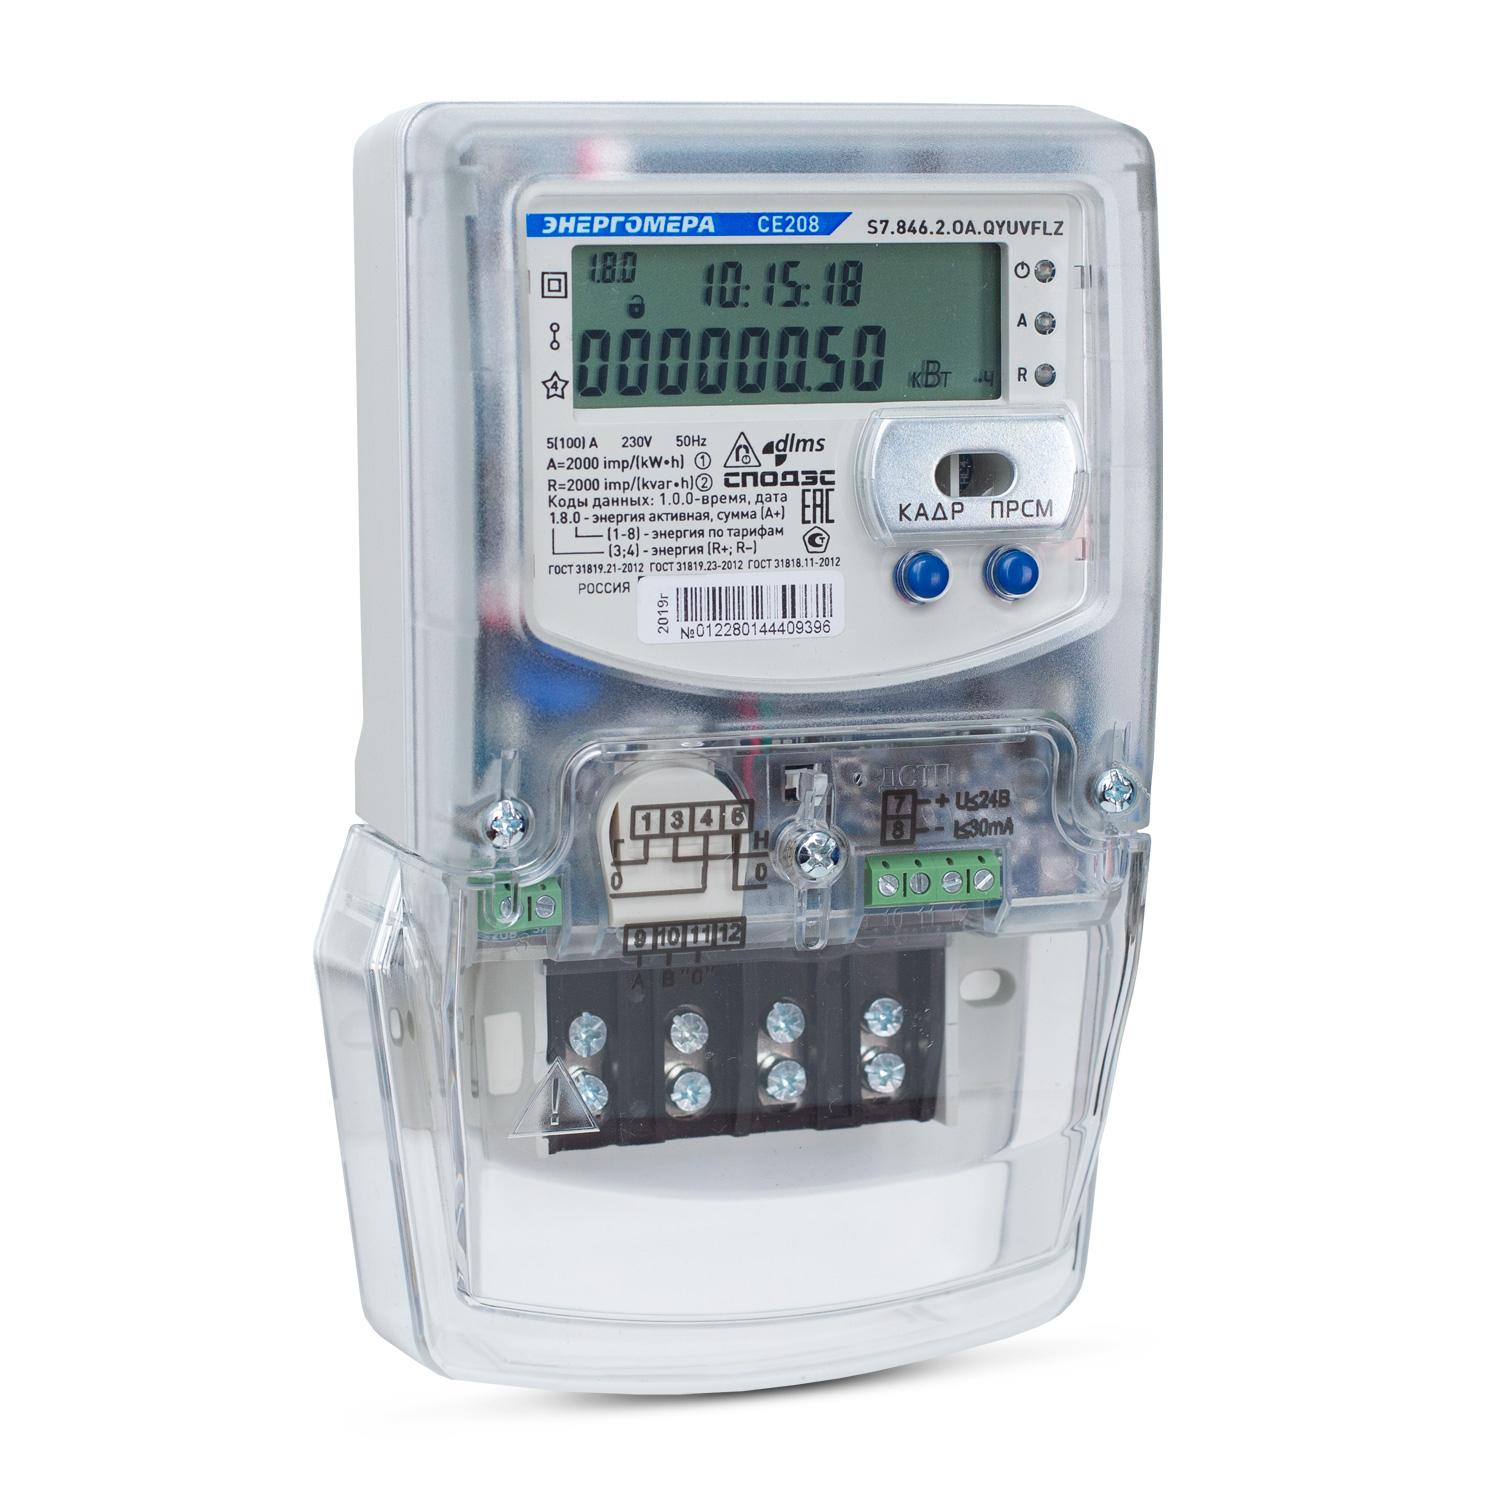 ЭНЕРГОМЕРА CE208 S7.846.2.OA.QYUVFLZ
1.8.0 10:15:18
000000.50 кВт ч
A
R
4
5(100) A 230V 50Hz
A=2000 imp/(kW•h) 1
dlms
R=2000 imp/(kvar•h) 2
СПОДЭС
Коды данных: 1.0.0-время, дата
1.8.0 - энергия активная, сумма (A+)
EAC
(1-8) - энергия по тарифам
(3;4) - энергия (R+; R-)
ГОСТ 31819.21-2012 ГОСТ 31819.23-2012 ГОСТ 31818.11-2012
РОССИЯ
2019г
№012280144409396
КАДР ПРСМ
1 3 4 6
Г Н
0 0
7 + U≤24В
8 - I≤30mA
9 10 11 12
A B "0"